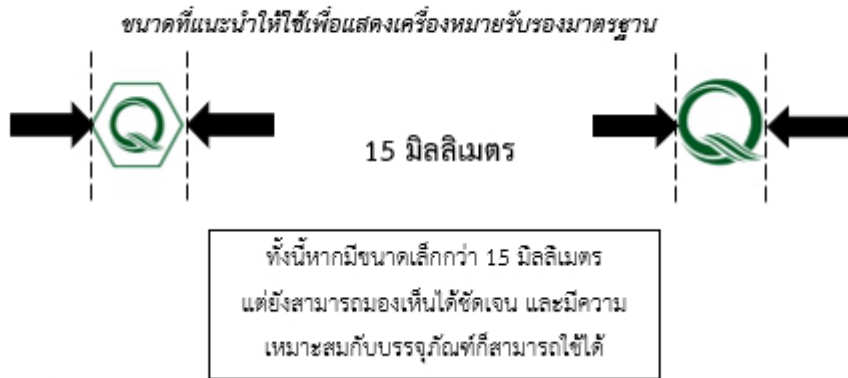 ขนาดที่แนะนำให้ใช้เพื่อแสดงเครื่องหมายรับรองมาตรฐาน
15 มิลลิเมตร
ทั้งนี้หากมีขนาดเล็กกว่า 15 มิลลิเมตร
แต่ยังสามารถมองเห็นได้ชัดเจน และมีความ
เหมาะสมกับบรรจุภัณฑ์ก็สามารถใช้ได้